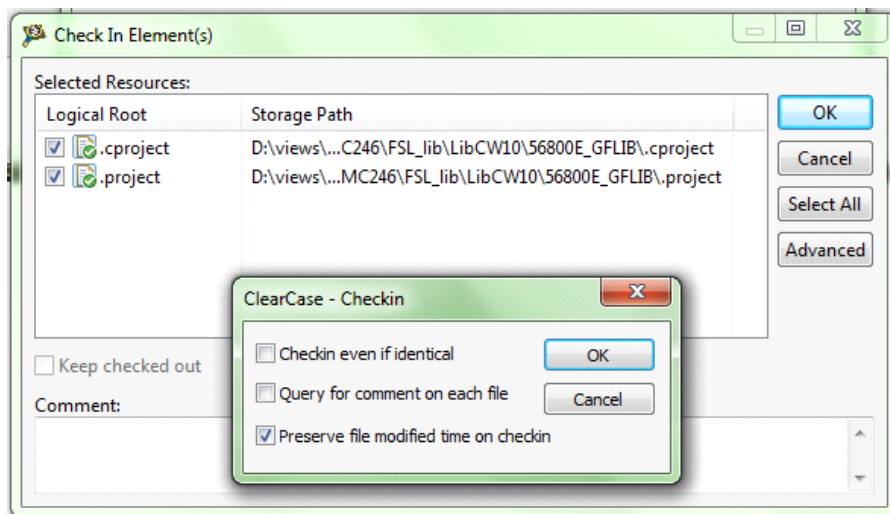 Check In Element(s)
Selected Resources:
Logical Root Storage Path
.cproject D:\views\...C246\FSL_lib\LibCW10\56800E_GFLIB\.cproject
.project D:\views\...MC246\FSL_lib\LibCW10\56800E_GFLIB\.project
OK
Cancel
Select All
Advanced
ClearCase - Checkin
Checkin even if identical
Query for comment on each file
Preserve file modified time on checkin
OK
Cancel
Keep checked out
Comment: